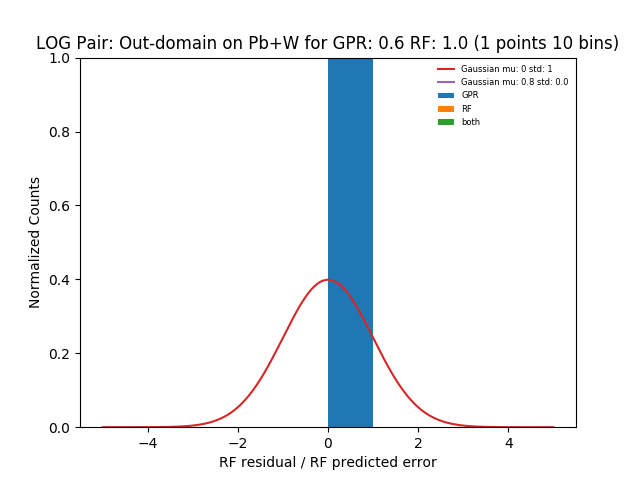 LOG Pair: Out-domain on Pb+W for GPR: 0.6 RF: 1.0 (1 points 10 bins)
1.0
0.8
0.6
0.4
0.2
0.0
Normalized Counts
Gaussian mu: 0 std: 1
Gaussian mu: 0.8 std: 0.0
GPR
RF
both
−4
−2
0
2
4
RF residual / RF predicted error